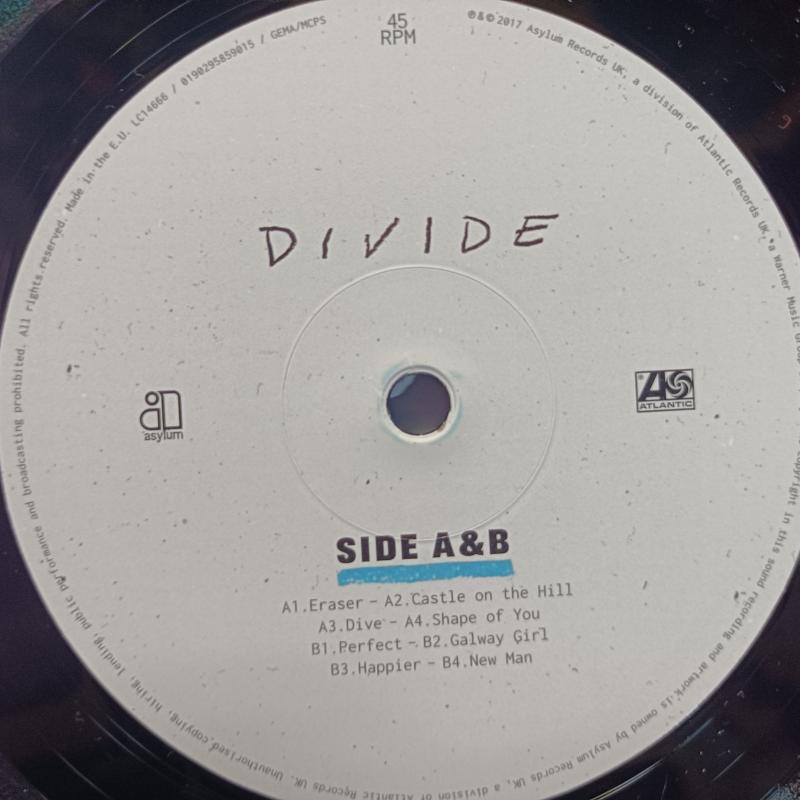 45
RPM
℗&© 2017 Asylum Records UK, a division of Atlantic Records UK, a Warner Music Group
copyright in this sound recording and artwork is owned by Asylum Records UK, a division of Atlantic Records UK. Unauthorised copying, hiring, lending, public performance and broadcasting prohibited. All rights reserved. Made in the E.U. LC14666 / 0190295859015 / GEMA/MCPS
DIVIDE
asylum
ATLANTIC
SIDE A&B
A1.Eraser – A2.Castle on the Hill
A3.Dive – A4.Shape of You
B1.Perfect – B2.Galway Girl
B3.Happier – B4.New Man